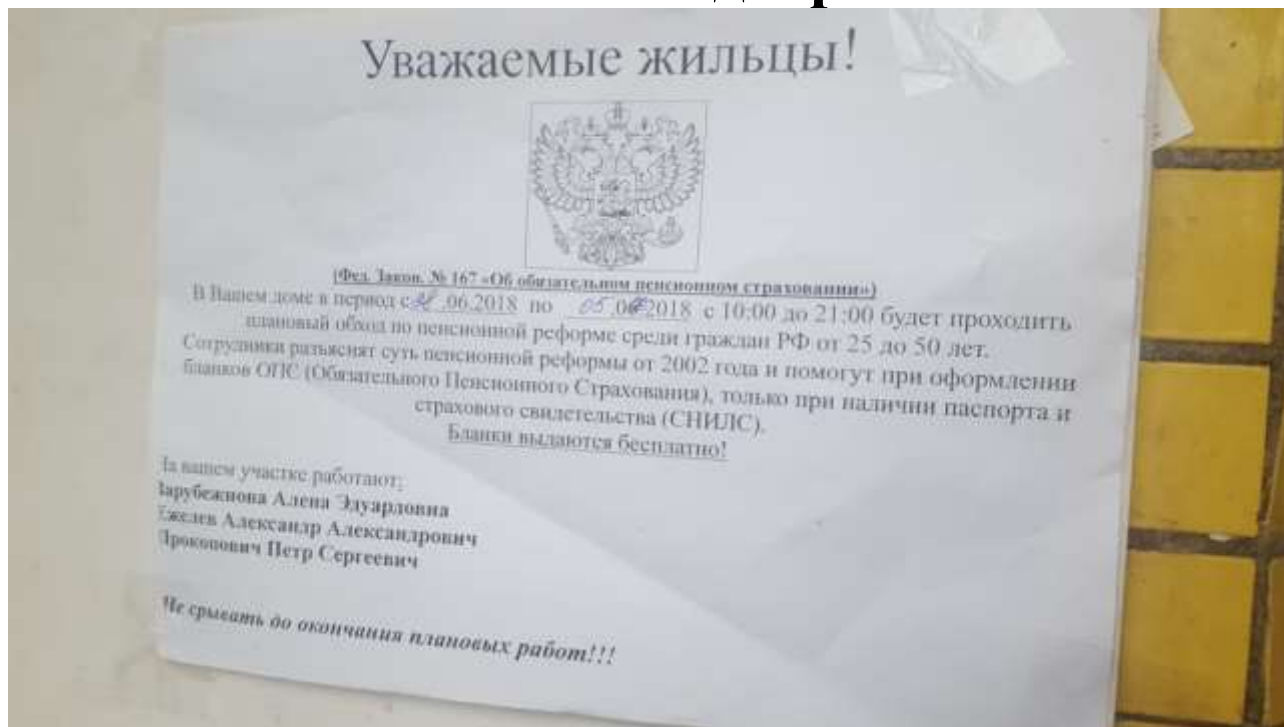 Уважаемые жильцы!
(Фед. Закон. № 167 «Об обязательном пенсионном страховании»)
В Вашем доме в период с .06.2018 по 05.0 2018 с 10:00 до 21:00 будет проходить
плановый обход по пенсионной реформе среди граждан РФ от 25 до 50 лет.
Сотрудники разъяснят суть пенсионной реформы от 2002 года и помогут при оформлении
бланков ОПС (Обязательного Пенсионного Страхования), только при наличии паспорта и
страхового свидетельства (СНИЛС).
Бланки выдаются бесплатно!
На вашем участке работают:
Зарубежнова Алена Эдуардовна
Ежелев Александр Александрович
Прокопович Петр Сергеевич
Не срывать до окончания плановых работ!!!